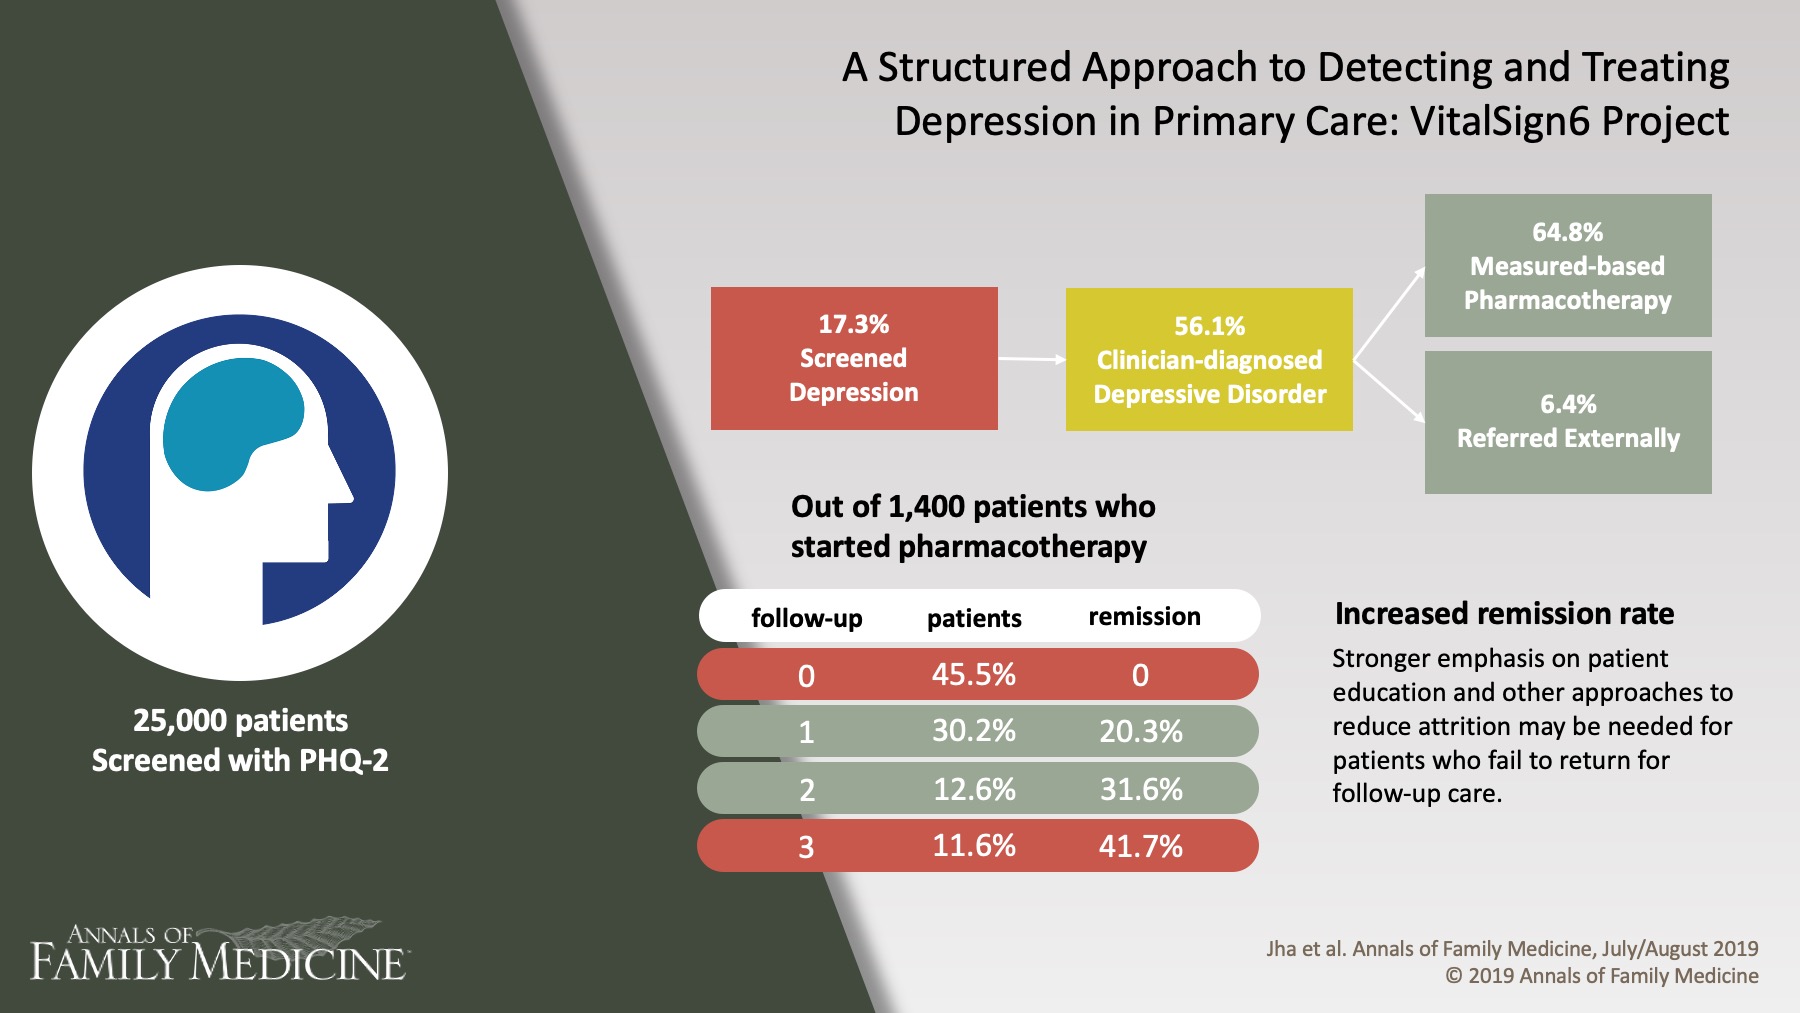 A Structured Approach to Detecting and Treating
Depression in Primary Care: VitalSign6 Project
25,000 patients
Screened with PHQ-2
17.3%
Screened
Depression
56.1%
Clinician-diagnosed
Depressive Disorder
64.8%
Measured-based
Pharmacotherapy
6.4%
Referred Externally
Out of 1,400 patients who
started pharmacotherapy
follow-up patients remission
0 45.5% 0
1 30.2% 20.3%
2 12.6% 31.6%
3 11.6% 41.7%
Increased remission rate
Stronger emphasis on patient
education and other approaches to
reduce attrition may be needed for
patients who fail to return for
follow-up care.
ANNALS OF
FAMILY MEDICINE
Jha et al. Annals of Family Medicine, July/August 2019
© 2019 Annals of Family Medicine